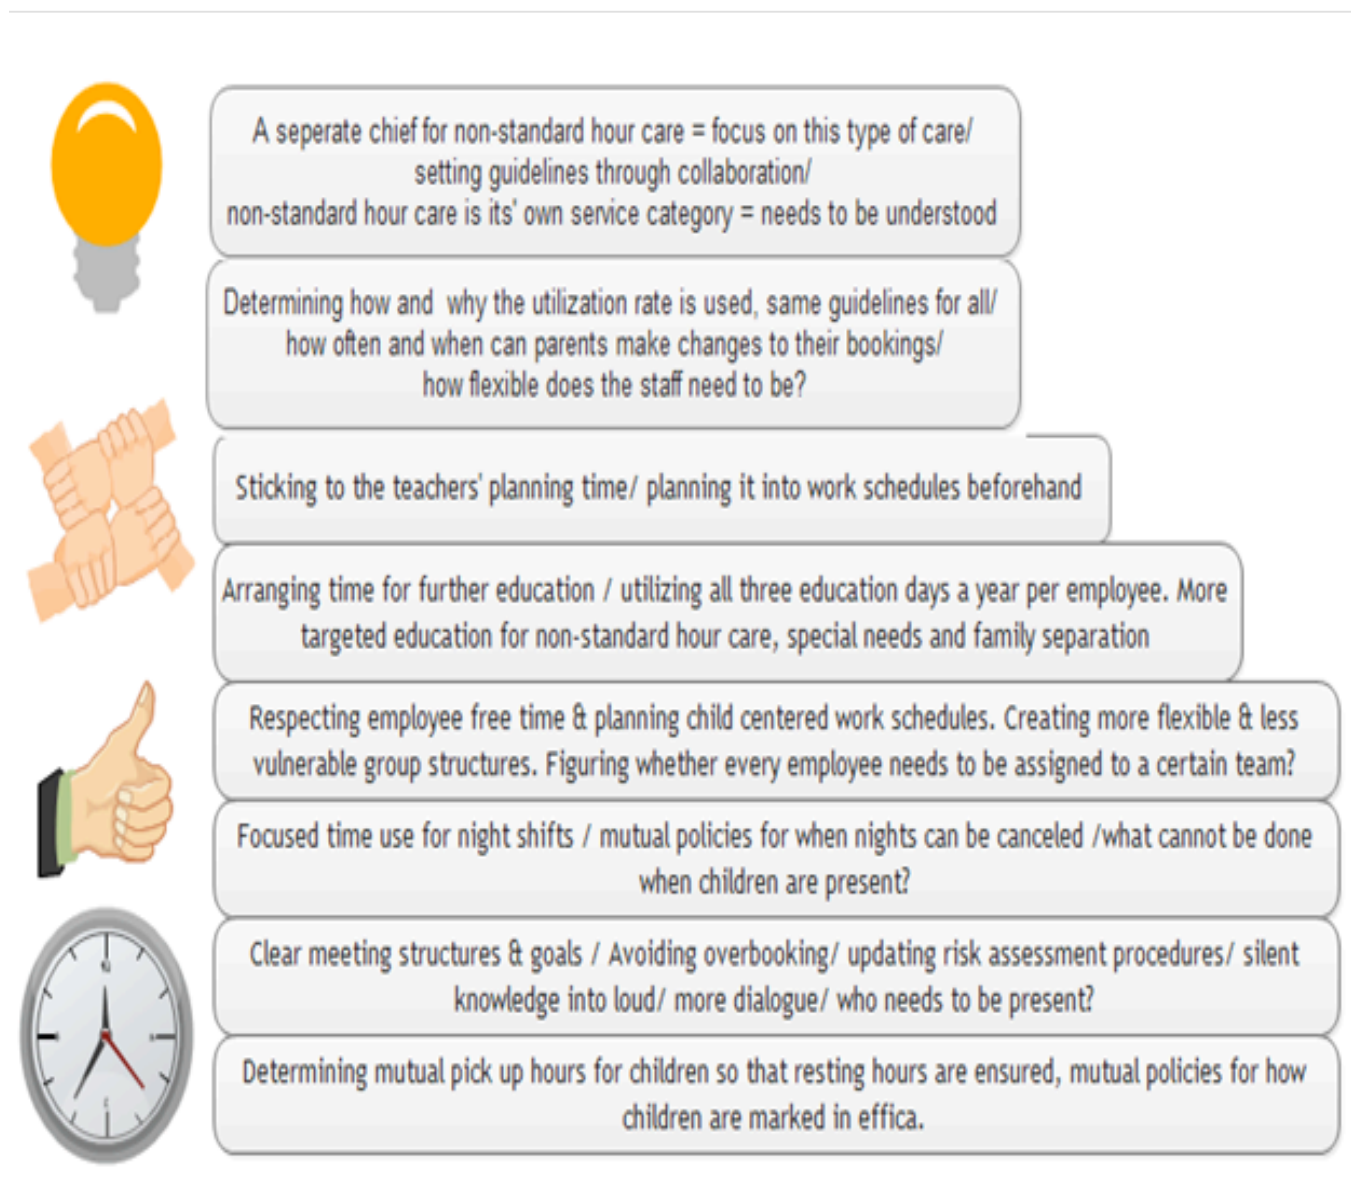 A seperate chief for non-standard hour care = focus on this type of care/
setting guidelines through collaboration/
non-standard hour care is its' own service category = needs to be understood
Determining how and why the utilization rate is used, same guidelines for all/
how often and when can parents make changes to their bookings/
how flexible does the staff need to be?
Sticking to the teachers' planning time/ planning it into work schedules beforehand
Arranging time for further education / utilizing all three education days a year per employee. More
targeted education for non-standard hour care, special needs and family separation
Respecting employee free time & planning child centered work schedules. Creating more flexible & less
vulnerable group structures. Figuring whether every employee needs to be assigned to a certain team?
Focused time use for night shifts / mutual policies for when nights can be canceled /what cannot be done
when children are present?
Clear meeting structures & goals / Avoiding overbooking/ updating risk assessment procedures/ silent
knowledge into loud/ more dialogue/ who needs to be present?
Determining mutual pick up hours for children so that resting hours are ensured, mutual policies for how
children are marked in effica.